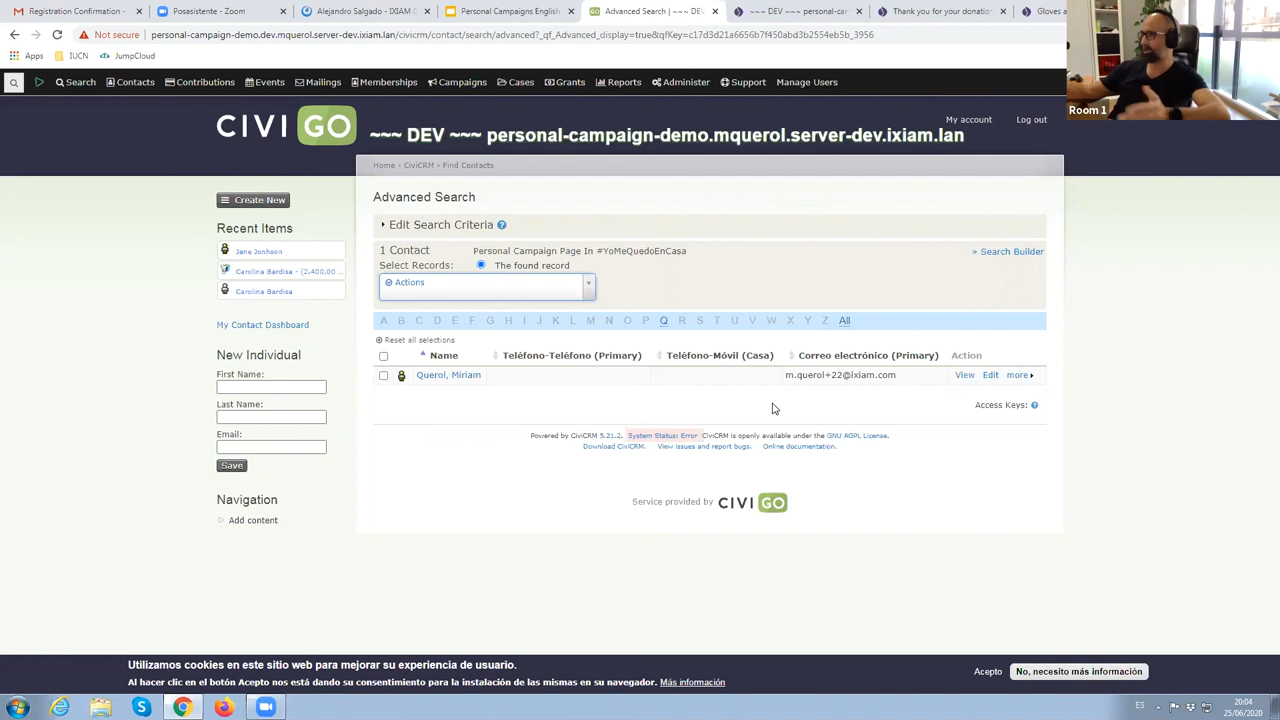 Registration Confirmation -
Posasistente - Zoom
Alejandro Salgado - IXIAM C
Personal Campaigns English
Advanced Search | ~~~ DEV
~~~ DEV ~~~ personal-car
Thank you for your donatio
Gloves a
Not secure
personal-campaign-demo.dev.mquerol.server-dev.ixiam.lan
Apps
IUCN
JumpCloud
Search
Contacts
Contributions
Events
Mailings
Memberships
Campaigns
Cases
Grants
Reports
Administer
Support
Manage Users
Room 1
CIVI GO
~~~ DEV ~~~ personal-campaign-demo.mquerol.server-dev.ixiam.lan
My account
Log out
Home › CiviCRM › Find Contacts
Advanced Search
Edit Search Criteria
Create New
Recent Items
Jane Jonhson
Carolina Bardisa - (2.400,00 ...
Carolina Bardisa
My Contact Dashboard
New Individual
First Name:
Last Name:
Email:
Save
Navigation
Add content
1 Contact
Personal Campaign Page In #YoMeQuedoEnCasa
» Search Builder
Select Records:
The found record
Actions
A B C D E F G H I J K L M N O P Q R S T U V W X Y Z All
Reset all selections
Name
Teléfono-Teléfono (Primary)
Teléfono-Móvil (Casa)
Correo electrónico (Primary)
Action
Querol, Miriam
m.querol+22@ixiam.com
View
Edit
more
Access Keys:
Powered by CiviCRM 5.21.2. System Status: Error CiviCRM is openly available under the GNU AGPL License.
Download CiviCRM. View issues and report bugs. Online documentation.
Service provided by CIVI GO
Utilizamos cookies en este sitio web para mejorar su experiencia de usuario.
Al hacer clic en el botón Acepto nos está dando su consentimiento para la instalación de las mismas en su navegador. Más información
Acepto
No, necesito más información
ES
20:04
25/06/2020